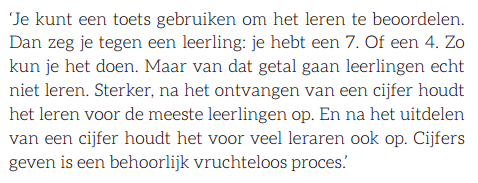 ‘Je kunt een toets gebruiken om het leren te beoordelen.
Dan zeg je tegen een leerling: je hebt een 7. Of een 4. Zo
kun je het doen. Maar van dat getal gaan leerlingen echt
niet leren. Sterker, na het ontvangen van een cijfer houdt
het leren voor de meeste leerlingen op. En na het uitdelen
van een cijfer houdt het voor veel leraren ook op. Cijfers
geven is een behoorlijk vruchteloos proces.’